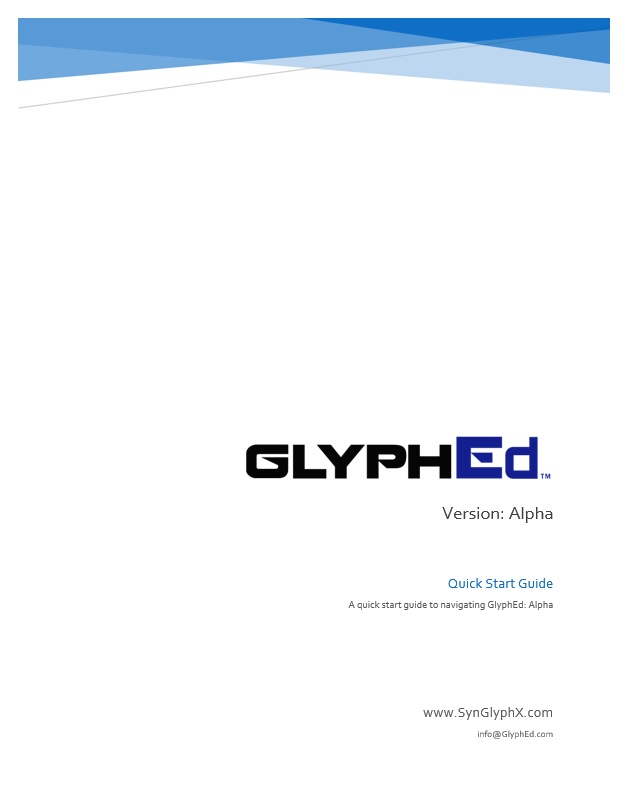 GLYPHEd™
Version: Alpha
Quick Start Guide
A quick start guide to navigating GlyphEd: Alpha
www.SynGlyphX.com
info@GlyphEd.com